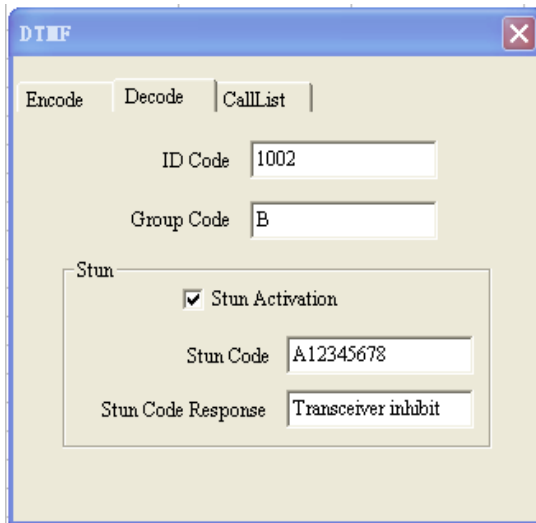 DTMF
Encode Decode CallList
ID Code 1002
Group Code B
Stun
Stun Activation
Stun Code A12345678
Stun Code Response Transceiver inhibit